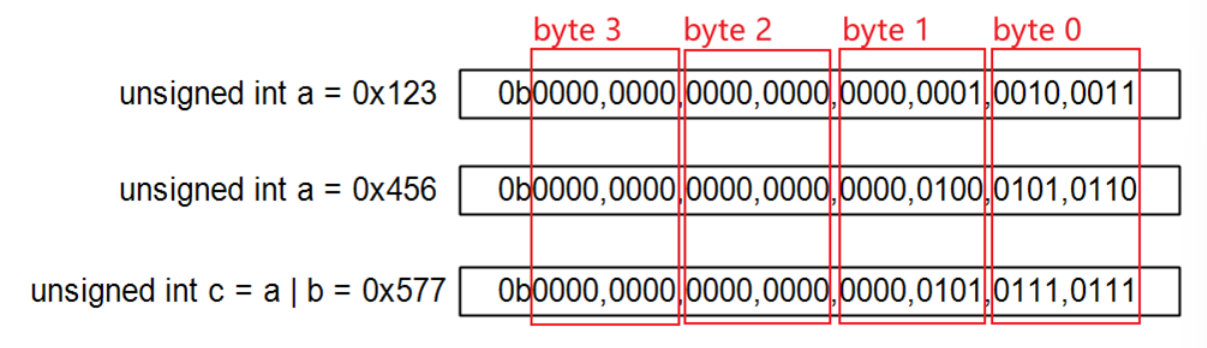 byte 3 byte 2 byte 1 byte 0
unsigned int a = 0x123 0b0000,0000,0000,0000,0000,0001,0010,0011
unsigned int a = 0x456 0b0000,0000,0000,0000,0000,0100,0101,0110
unsigned int c = a | b = 0x577 0b0000,0000,0000,0000,0000,0101,0111,0111